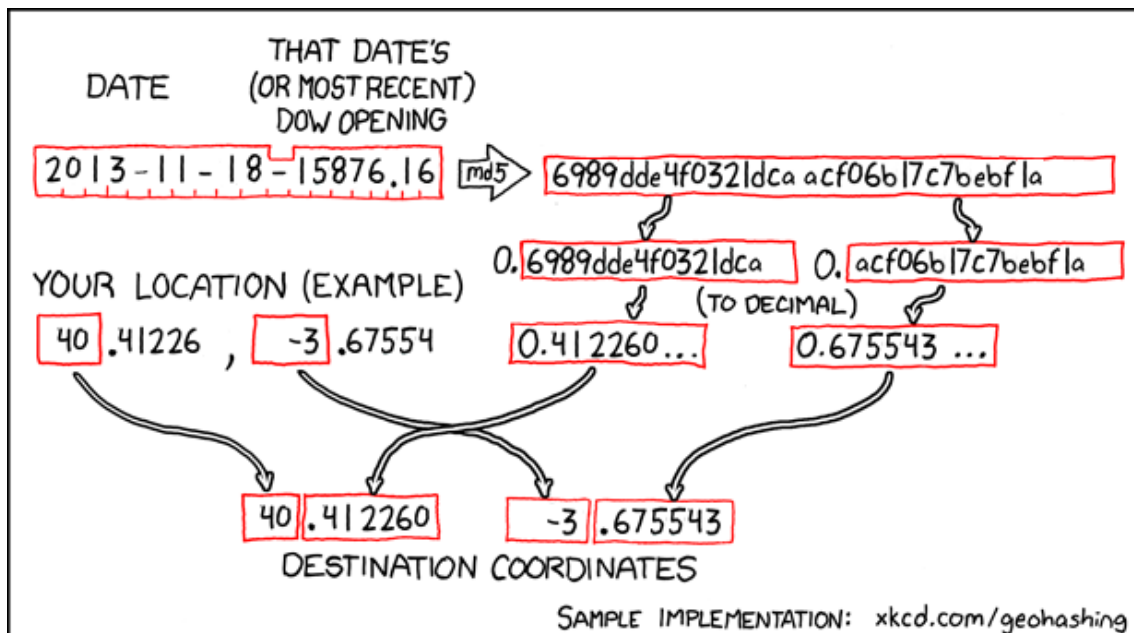 DATE
THAT DATE'S
(OR MOST RECENT)
DOW OPENING
2013-11-18-15876.16
md5
6989dde4f0321dca acf06b17c7bebf1a
0. 6989dde4f0321dca 0. acf06b17c7bebf1a
(TO DECIMAL)
YOUR LOCATION (EXAMPLE)
40 .41226 , -3 .67554
0.412260... 0.675543 ...
40 .412260 -3 .675543
DESTINATION COORDINATES
SAMPLE IMPLEMENTATION: xkcd.com/geohashing